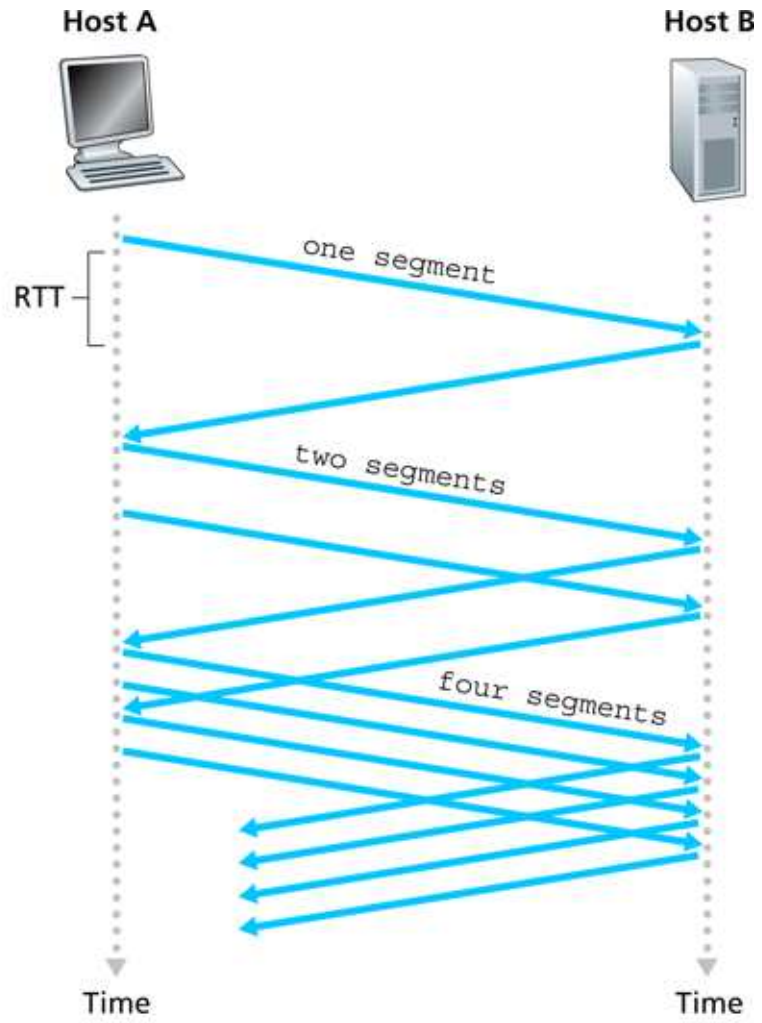 Host A
Host B
one segment
RTT
two segments
four segments
Time
Time